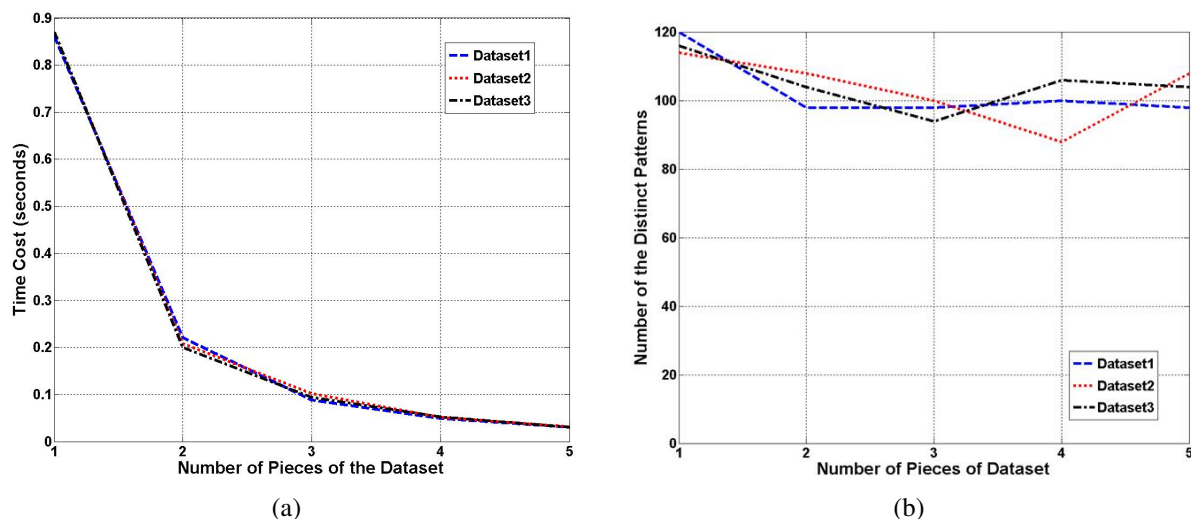 0.9
0.8
0.7
0.6
0.5
0.4
0.3
0.2
0.1
0
Time Cost (seconds)
Dataset1
Dataset2
Dataset3
1 2 3 4 5
Number of Pieces of the Dataset
(a)
120
100
80
60
40
20
0
Number of the Distinct Patterns
Dataset1
Dataset2
Dataset3
1 2 3 4 5
Number of Pieces of Dataset
(b)